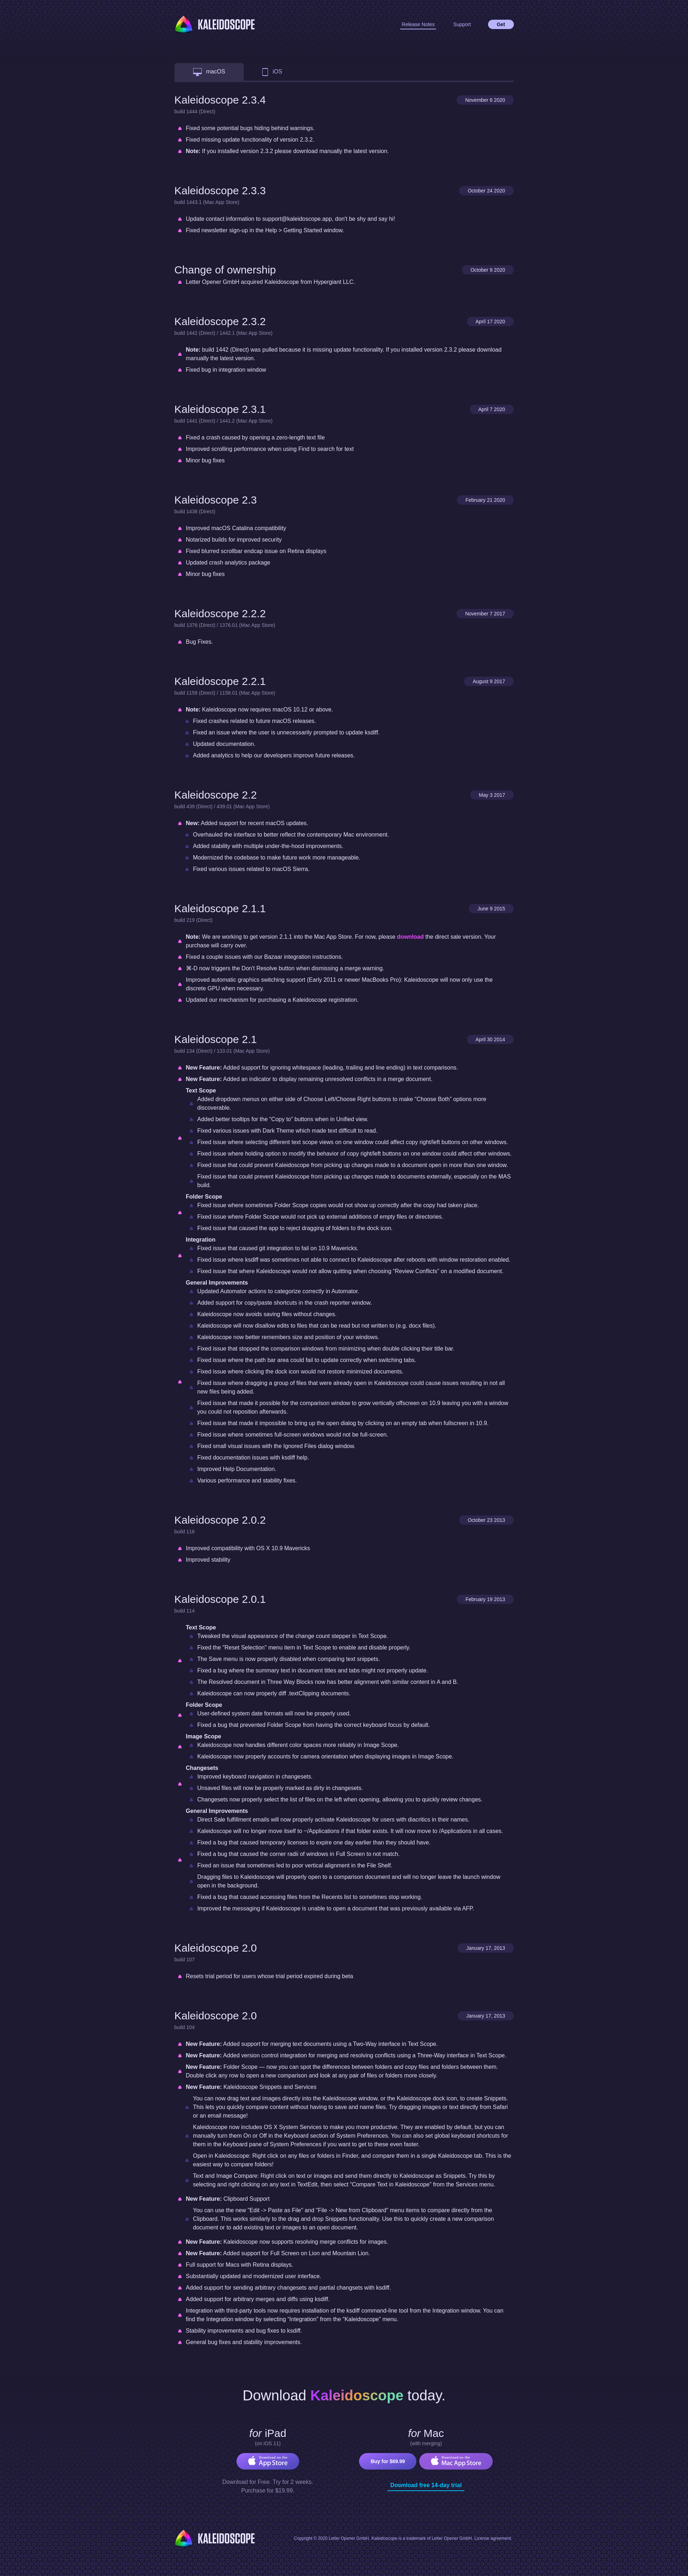 KALEIDOSCOPE
Release Notes
Support
Get
macOS
iOS
Kaleidoscope 2.3.4
November 6 2020
build 1444 (Direct)
Fixed some potential bugs hiding behind warnings.
Fixed missing update functionality of version 2.3.2.
Note: If you installed version 2.3.2 please download manually the latest version.
Kaleidoscope 2.3.3
October 24 2020
build 1443.1 (Mac App Store)
Update contact information to support@kaleidoscope.app, don't be shy and say hi!
Fixed newsletter sign-up in the Help > Getting Started window.
Change of ownership
October 8 2020
Letter Opener GmbH acquired Kaleidoscope from Hypergiant LLC.
Kaleidoscope 2.3.2
April 17 2020
build 1442 (Direct) / 1442.1 (Mac App Store)
Note: build 1442 (Direct) was pulled because it is missing update functionality. If you installed version 2.3.2 please download
manually the latest version.
Fixed bug in integration window
Kaleidoscope 2.3.1
April 7 2020
build 1441 (Direct) / 1441.2 (Mac App Store)
Fixed a crash caused by opening a zero-length text file
Improved scrolling performance when using Find to search for text
Minor bug fixes
Kaleidoscope 2.3
February 21 2020
build 1438 (Direct)
Improved macOS Catalina compatibility
Notarized builds for improved security
Fixed blurred scrollbar endcap issue on Retina displays
Updated crash analytics package
Minor bug fixes
Kaleidoscope 2.2.2
November 7 2017
build 1376 (Direct) / 1376.01 (Mac App Store)
Bug Fixes.
Kaleidoscope 2.2.1
August 9 2017
build 1159 (Direct) / 1158.01 (Mac App Store)
Note: Kaleidoscope now requires macOS 10.12 or above.
Fixed crashes related to future macOS releases.
Fixed an issue where the user is unnecessarily prompted to update ksdiff.
Updated documentation.
Added analytics to help our developers improve future releases.
Kaleidoscope 2.2
May 3 2017
build 439 (Direct) / 439.01 (Mac App Store)
New: Added support for recent macOS updates.
Overhauled the interface to better reflect the contemporary Mac environment.
Added stability with multiple under-the-hood improvements.
Modernized the codebase to make future work more manageable.
Fixed various issues related to macOS Sierra.
Kaleidoscope 2.1.1
June 9 2015
build 219 (Direct)
Note: We are working to get version 2.1.1 into the Mac App Store. For now, please download the direct sale version. Your
purchase will carry over.
Fixed a couple issues with our Bazaar integration instructions.
⌘-D now triggers the Don't Resolve button when dismissing a merge warning.
Improved automatic graphics switching support (Early 2011 or newer MacBooks Pro): Kaleidoscope will now only use the
discrete GPU when necessary.
Updated our mechanism for purchasing a Kaleidoscope registration.
Kaleidoscope 2.1
April 30 2014
build 134 (Direct) / 133.01 (Mac App Store)
New Feature: Added support for ignoring whitespace (leading, trailing and line ending) in text comparisons.
New Feature: Added an indicator to display remaining unresolved conflicts in a merge document.
Text Scope
Added dropdown menus on either side of Choose Left/Choose Right buttons to make "Choose Both" options more
discoverable.
Added better tooltips for the "Copy to" buttons when in Unified view.
Fixed various issues with Dark Theme which made text difficult to read.
Fixed issue where selecting different text scope views on one window could affect copy right/left buttons on other windows.
Fixed issue where holding option to modify the behavior of copy right/left buttons on one window could affect other windows.
Fixed issue that could prevent Kaleidoscope from picking up changes made to a document open in more than one window.
Fixed issue that could prevent Kaleidoscope from picking up changes made to documents externally, especially on the MAS
build.
Folder Scope
Fixed issue where sometimes Folder Scope copies would not show up correctly after the copy had taken place.
Fixed issue where Folder Scope would not pick up external additions of empty files or directories.
Fixed issue that caused the app to reject dragging of folders to the dock icon.
Integration
Fixed issue that caused git integration to fail on 10.9 Mavericks.
Fixed issue where ksdiff was sometimes not able to connect to Kaleidoscope after reboots with window restoration enabled.
Fixed issue that where Kaleidoscope would not allow quitting when choosing "Review Conflicts" on a modified document.
General Improvements
Updated Automator actions to categorize correctly in Automator.
Added support for copy/paste shortcuts in the crash reporter window.
Kaleidoscope now avoids saving files without changes.
Kaleidoscope will now disallow edits to files that can be read but not written to (e.g. docx files).
Kaleidoscope now better remembers size and position of your windows.
Fixed issue that stopped the comparison windows from minimizing when double clicking their title bar.
Fixed issue where the path bar area could fail to update correctly when switching tabs.
Fixed issue where clicking the dock icon would not restore minimized documents.
Fixed issue where dragging a group of files that were already open in Kaleidoscope could cause issues resulting in not all
new files being added.
Fixed issue that made it possible for the comparison window to grow vertically offscreen on 10.9 leaving you with a window
you could not reposition afterwards.
Fixed issue that made it impossible to bring up the open dialog by clicking on an empty tab when fullscreen in 10.9.
Fixed issue where sometimes full-screen windows would not be full-screen.
Fixed small visual issues with the Ignored Files dialog window.
Fixed documentation issues with ksdiff help.
Improved Help Documentation.
Various performance and stability fixes.
Kaleidoscope 2.0.2
October 23 2013
build 118
Improved compatibility with OS X 10.9 Mavericks
Improved stability
Kaleidoscope 2.0.1
February 19 2013
build 114
Text Scope
Tweaked the visual appearance of the change count stepper in Text Scope.
Fixed the "Reset Selection" menu item in Text Scope to enable and disable properly.
The Save menu is now properly disabled when comparing text snippets.
Fixed a bug where the summary text in document titles and tabs might not properly update.
The Resolved document in Three Way Blocks now has better alignment with similar content in A and B.
Kaleidoscope can now properly diff .textClipping documents.
Folder Scope
User-defined system date formats will now be properly used.
Fixed a bug that prevented Folder Scope from having the correct keyboard focus by default.
Image Scope
Kaleidoscope now handles different color spaces more reliably in Image Scope.
Kaleidoscope now properly accounts for camera orientation when displaying images in Image Scope.
Changesets
Improved keyboard navigation in changesets.
Unsaved files will now be properly marked as dirty in changesets.
Changesets now properly select the list of files on the left when opening, allowing you to quickly review changes.
General Improvements
Direct Sale fulfillment emails will now properly activate Kaleidoscope for users with diacritics in their names.
Kaleidoscope will no longer move itself to ~/Applications if that folder exists. It will now move to /Applications in all cases.
Fixed a bug that caused temporary licenses to expire one day earlier than they should have.
Fixed a bug that caused the corner radii of windows in Full Screen to not match.
Fixed an issue that sometimes led to poor vertical alignment in the File Shelf.
Dragging files to Kaleidoscope will properly open to a comparison document and will no longer leave the launch window
open in the background.
Fixed a bug that caused accessing files from the Recents list to sometimes stop working.
Improved the messaging if Kaleidoscope is unable to open a document that was previously available via AFP.
Kaleidoscope 2.0
January 17, 2013
build 107
Resets trial period for users whose trial period expired during beta
Kaleidoscope 2.0
January 17, 2013
build 104
New Feature: Added support for merging text documents using a Two-Way interface in Text Scope.
New Feature: Added version control integration for merging and resolving conflicts using a Three-Way interface in Text Scope.
New Feature: Folder Scope — now you can spot the differences between folders and copy files and folders between them.
Double click any row to open a new comparison and look at any pair of files or folders more closely.
New Feature: Kaleidoscope Snippets and Services
You can now drag text and images directly into the Kaleidoscope window, or the Kaleidoscope dock icon, to create Snippets.
This lets you quickly compare content without having to save and name files. Try dragging images or text directly from Safari
or an email message!
Kaleidoscope now includes OS X System Services to make you more productive. They are enabled by default, but you can
manually turn them On or Off in the Keyboard section of System Preferences. You can also set global keyboard shortcuts for
them in the Keyboard pane of System Preferences if you want to get to these even faster.
Open in Kaleidoscope: Right click on any files or folders in Finder, and compare them in a single Kaleidoscope tab. This is the
easiest way to compare folders!
Text and Image Compare: Right click on text or images and send them directly to Kaleidoscope as Snippets. Try this by
selecting and right clicking on any text in TextEdit, then select "Compare Text in Kaleidoscope" from the Services menu.
New Feature: Clipboard Support
You can use the new "Edit -> Paste as File" and "File -> New from Clipboard" menu items to compare directly from the
Clipboard. This works similarly to the drag and drop Snippets functionality. Use this to quickly create a new comparison
document or to add existing text or images to an open document.
New Feature: Kaleidoscope now supports resolving merge conflicts for images.
New Feature: Added support for Full Screen on Lion and Mountain Lion.
Full support for Macs with Retina displays.
Substantially updated and modernized user interface.
Added support for sending arbitrary changesets and partial changsets with ksdiff.
Added support for arbitrary merges and diffs using ksdiff.
Integration with third-party tools now requires installation of the ksdiff command-line tool from the Integration window. You can
find the Integration window by selecting "Integration" from the "Kaleidoscope" menu.
Stability improvements and bug fixes to ksdiff.
General bug fixes and stability improvements.
Download Kaleidoscope today.
for iPad
(on iOS 11)
Download on the
App Store
Download for Free. Try for 2 weeks.
Purchase for $19.99.
for Mac
(with merging)
Buy for $69.99
Download on the
Mac App Store
Download free 14-day trial
KALEIDOSCOPE
Copyright © 2020 Letter Opener GmbH. Kaleidoscope is a trademark of Letter Opener GmbH. License agreement.